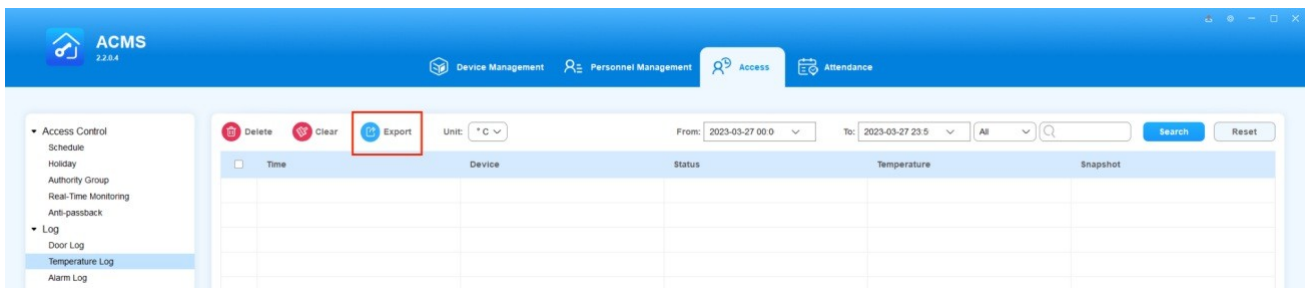 ACMS
2.2.0.4
Device Management Personnel Management Access Attendance
Access Control
Schedule
Holiday
Authority Group
Real-Time Monitoring
Anti-passback
Log
Door Log
Temperature Log
Alarm Log
Delete Clear Export Unit: °C From: 2023-03-27 00:0 To: 2023-03-27 23:5 All Search Reset
Time Device Status Temperature Snapshot